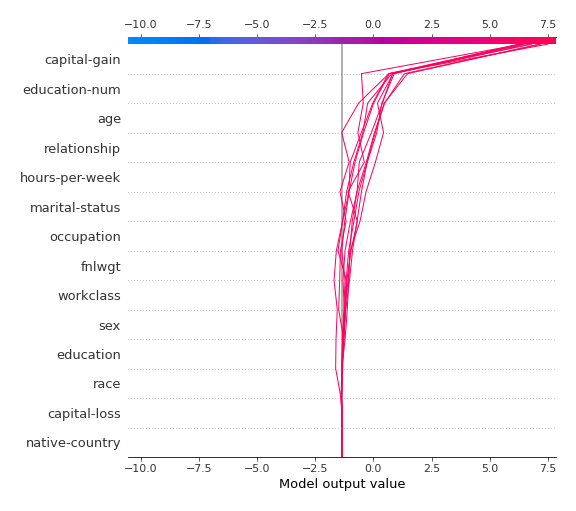 -10.0 -7.5 -5.0 -2.5 0.0 2.5 5.0 7.5
capital-gain
education-num
age
relationship
hours-per-week
marital-status
occupation
fnlwgt
workclass
sex
education
race
capital-loss
native-country
-10.0 -7.5 -5.0 -2.5 0.0 2.5 5.0 7.5
Model output value